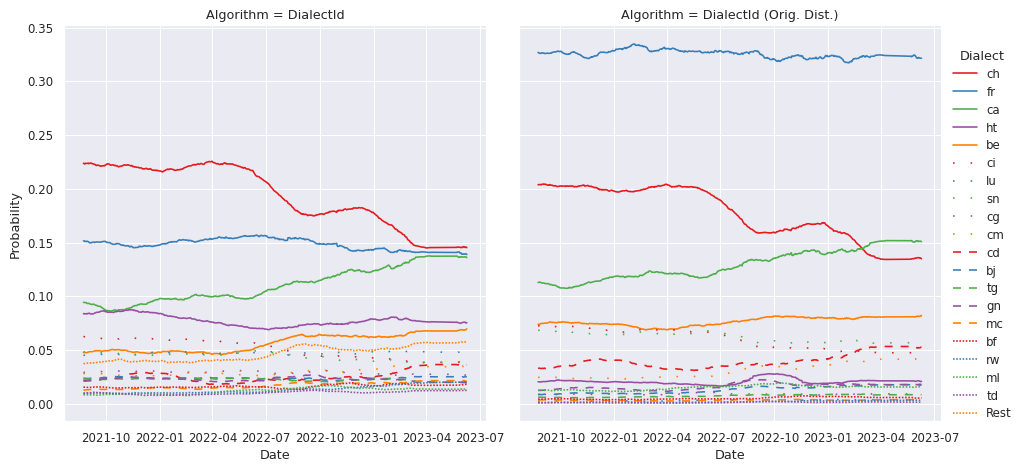 Algorithm = DialectId
Algorithm = DialectId (Orig. Dist.)
0.35
0.30
0.25
0.20
0.15
0.10
0.05
0.00
Probability
2021-10 2022-01 2022-04 2022-07 2022-10 2023-01 2023-04 2023-07
Date
2021-10 2022-01 2022-04 2022-07 2022-10 2023-01 2023-04 2023-07
Date
Dialect
ch
fr
ca
ht
be
ci
lu
sn
cg
cm
cd
bj
tg
gn
mc
bf
rw
ml
td
Rest